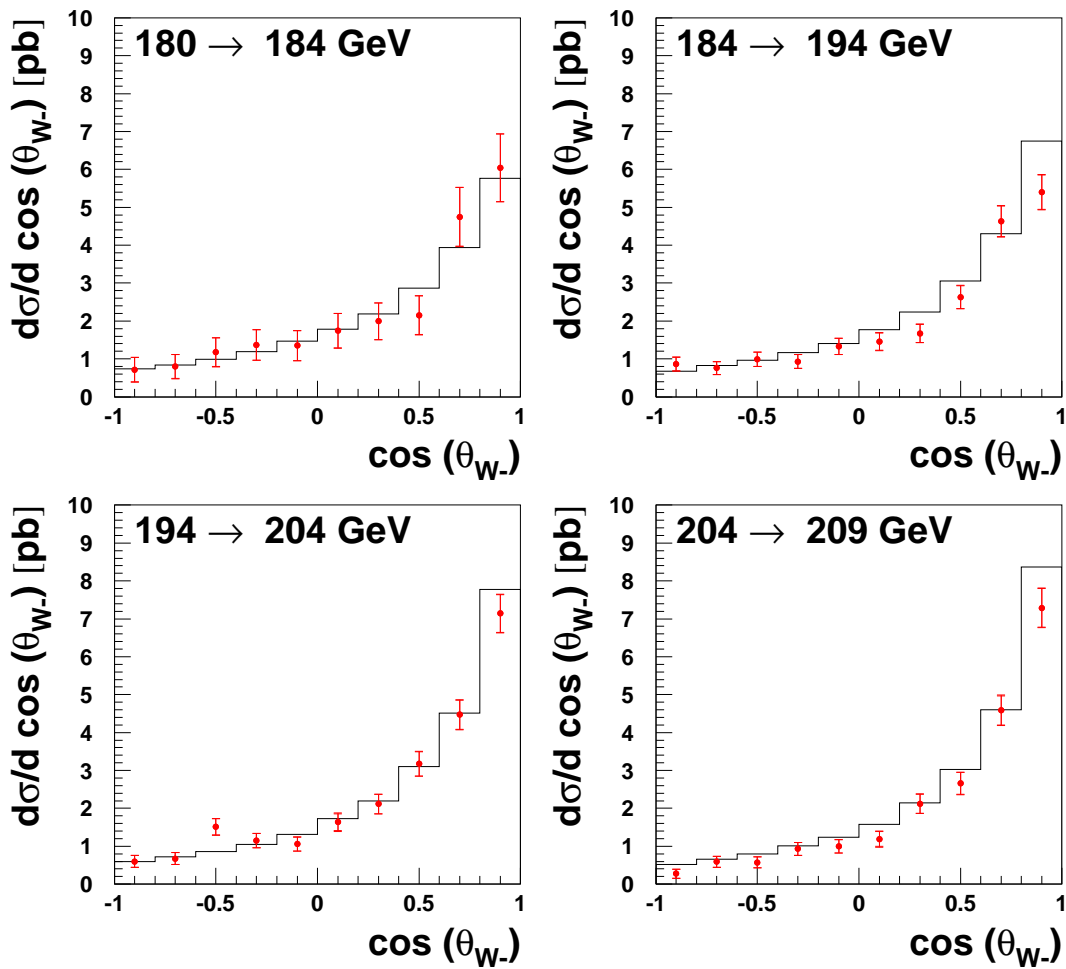 180 → 184 GeV
dσ/d cos (θW-) [pb]
10
9
8
7
6
5
4
3
2
1
0
-1 -0.5 0 0.5 1
cos (θW-)
184 → 194 GeV
dσ/d cos (θW-) [pb]
10
9
8
7
6
5
4
3
2
1
0
-1 -0.5 0 0.5 1
cos (θW-)
194 → 204 GeV
dσ/d cos (θW-) [pb]
10
9
8
7
6
5
4
3
2
1
0
-1 -0.5 0 0.5 1
cos (θW-)
204 → 209 GeV
dσ/d cos (θW-) [pb]
10
9
8
7
6
5
4
3
2
1
0
-1 -0.5 0 0.5 1
cos (θW-)